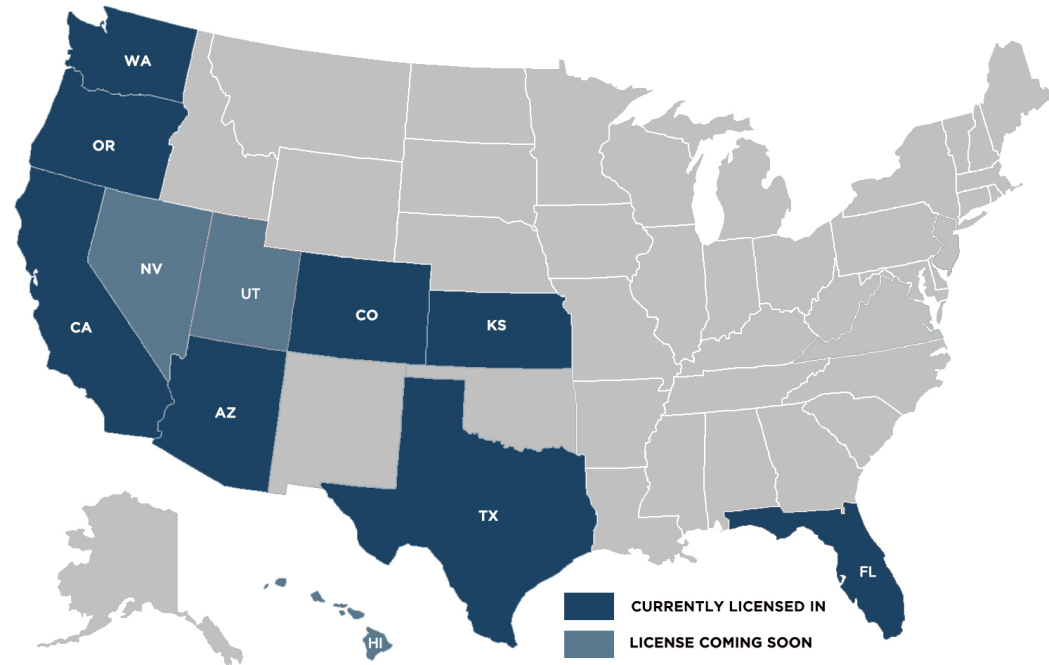 WA
OR
NV
UT
CA
CO
KS
AZ
TX
FL
HI
CURRENTLY LICENSED IN
LICENSE COMING SOON